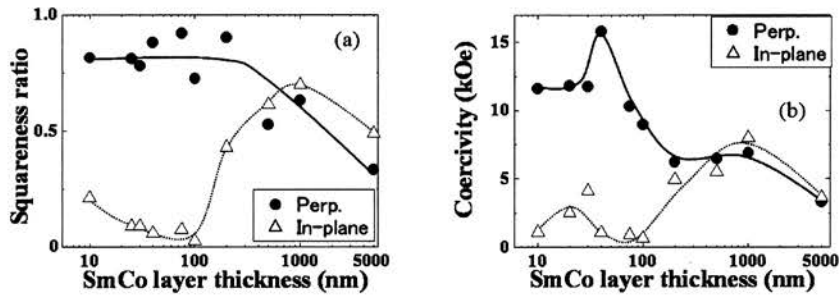 1.0
(a)
Squareness ratio
0.5
Perp.
In-plane
0
10
100
1000
5000
SmCo layer thickness (nm)
Perp.
In-plane
15
Coercivity (kOe)
10
(b)
5
0
10
100
1000
5000
SmCo layer thickness (nm)